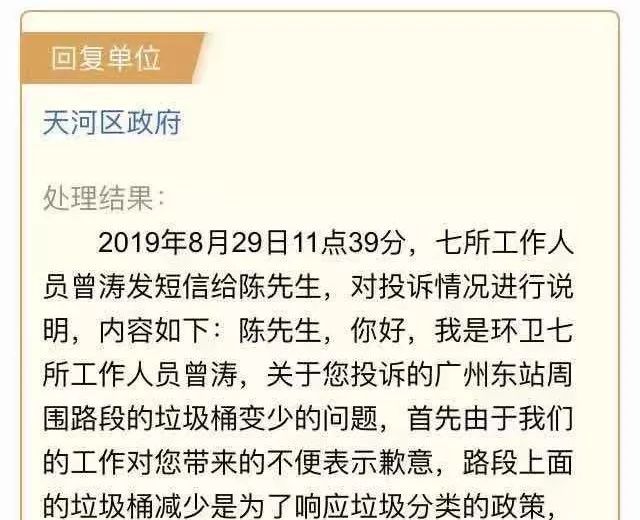 回复单位
天河区政府
处理结果：
2019年8月29日11点39分，七所工作人
员曾涛发短信给陈先生，对投诉情况进行说
明，内容如下：陈先生，你好，我是环卫七
所工作人员曾涛，关于您投诉的广州东站周
围路段的垃圾桶变少的问题，首先由于我们
的工作对您带来的不便表示歉意，路段上面
的垃圾桶减少是为了响应垃圾分类的政策，